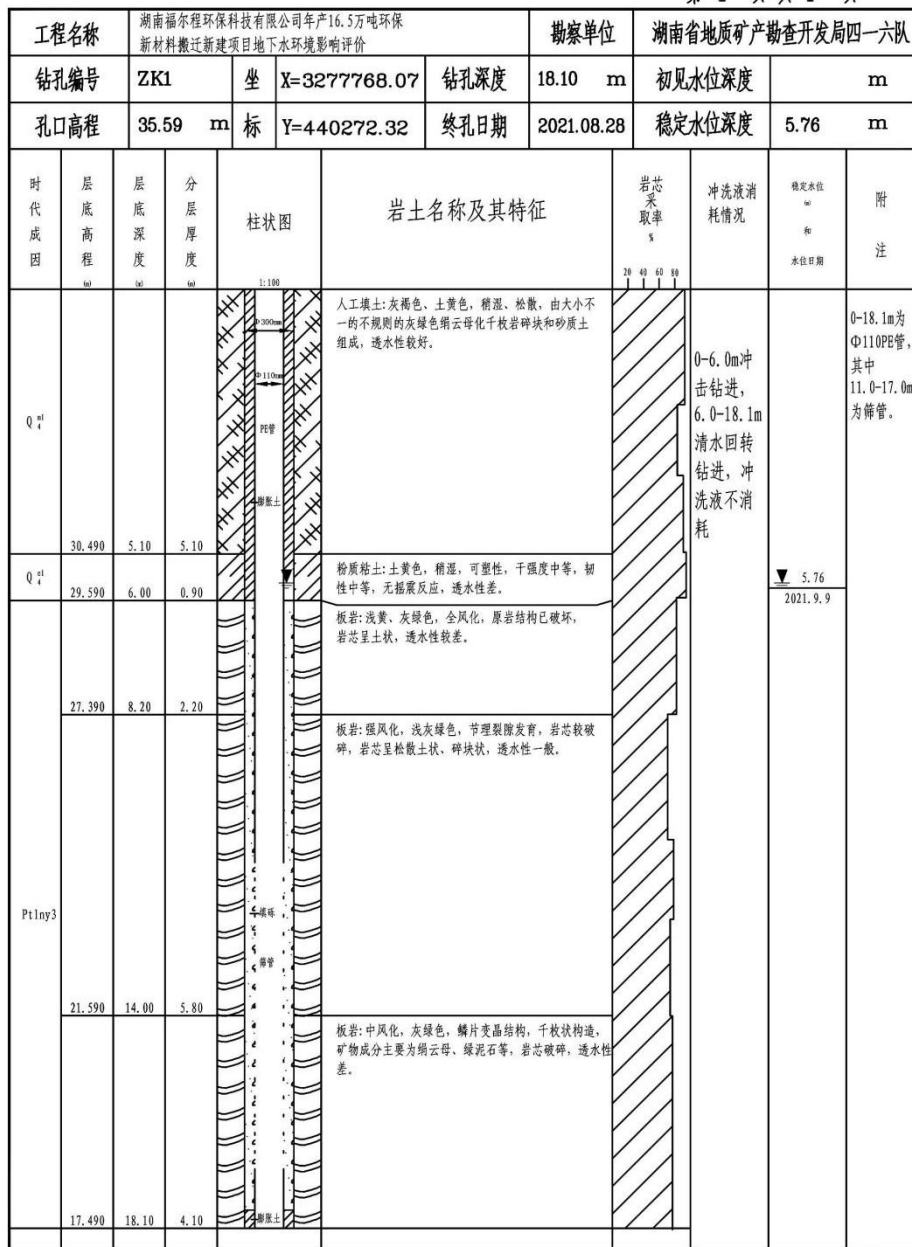 工程名称
湖南福尔程环保科技有限公司年产16.5万吨环保
新材料搬迁新建项目地下水环境影响评价
勘察单位
湖南省地质矿产勘查开发局四一六队
钻孔编号
ZK1
坐
X=3277768.07
钻孔深度
18.10 m
初见水位深度
m
孔口高程
35.59 m
标
Y=440272.32
终孔日期
2021.08.28
稳定水位深度
5.76 m
时代成因
层底高程
(m)
层底深度
(m)
分层厚度
(m)
柱状图
1:100
岩土名称及其特征
岩芯
采
取率
%
20 40 60 80
冲洗液消
耗情况
稳定水位
(m)
和
水位日期
附注
Φ300mm
Φ110mm
PE管
膨胀土
人工填土:灰褐色、土黄色,稍湿、松散,由大小不
一的不规则的灰绿色绢云母化千枚岩碎块和砂质土
组成,透水性较好。
0-6.0m冲
击钻进,
6.0-18.1m
清水回转
钻进,冲
洗液不消
耗
0-18.1m为
Φ110PE管,
其中
11.0-17.0m
为筛管。
Q ml 4
30.490 5.10 5.10
Q el 4
29.590 6.00 0.90
粉质粘土:土黄色,稍湿,可塑性,干强度中等,韧
性中等,无摇震反应,透水性差。
5.76
2021.9.9
板岩:浅黄、灰绿色,全风化,原岩结构已破坏,
岩芯呈土状,透水性较差。
27.390 8.20 2.20
板岩:强风化,浅灰绿色,节理裂隙发育,岩芯较破
碎,岩芯呈松散土状、碎块状,透水性一般。
Ptlny3
填砾
筛管
21.590 14.00 5.80
板岩:中风化,灰绿色,鳞片变晶结构,千枚状构造,
矿物成分主要为绢云母、绿泥石等,岩芯破碎,透水性
差。
17.490 18.10 4.10
膨胀土